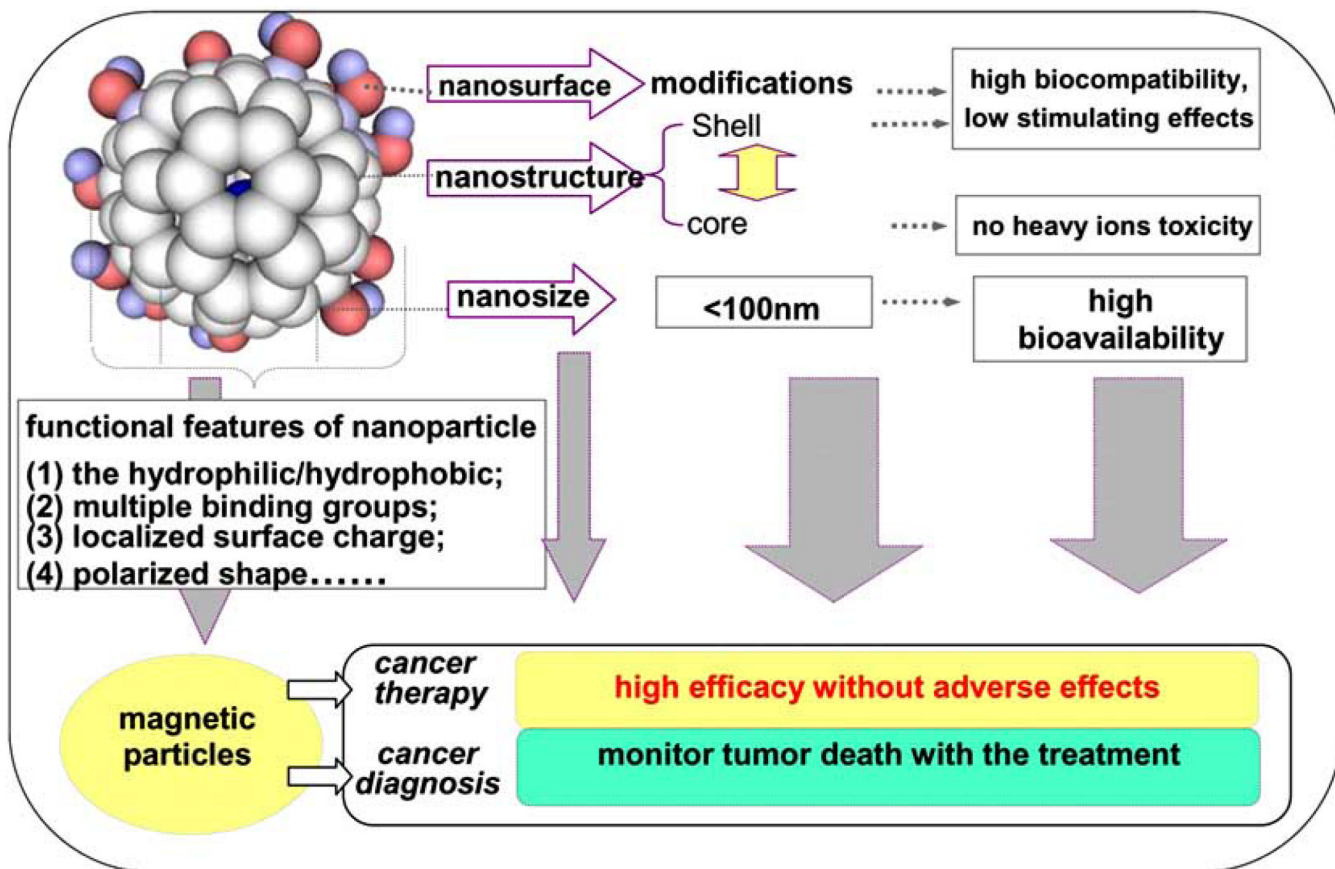 nanosurface
modifications
high biocompatibility,
low stimulating effects
Shell
nanostructure
core
no heavy ions toxicity
nanosize
<100nm
high
bioavailability
functional features of nanoparticle
(1) the hydrophilic/hydrophobic;
(2) multiple binding groups;
(3) localized surface charge;
(4) polarized shape......
magnetic
particles
cancer
therapy
high efficacy without adverse effects
cancer
diagnosis
monitor tumor death with the treatment